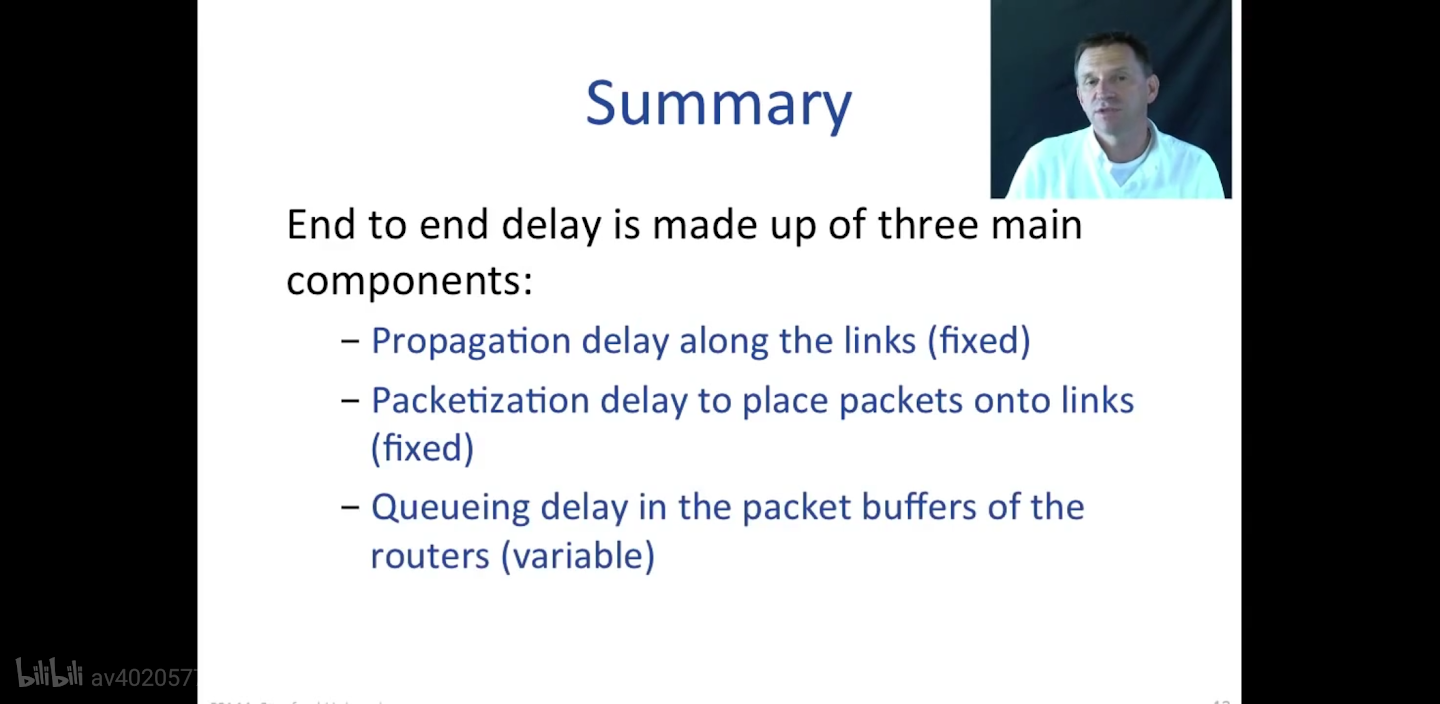 Summary
End to end delay is made up of three main
components:
– Propagation delay along the links (fixed)
– Packetization delay to place packets onto links
(fixed)
– Queueing delay in the packet buffers of the
routers (variable)
bilibili av402057